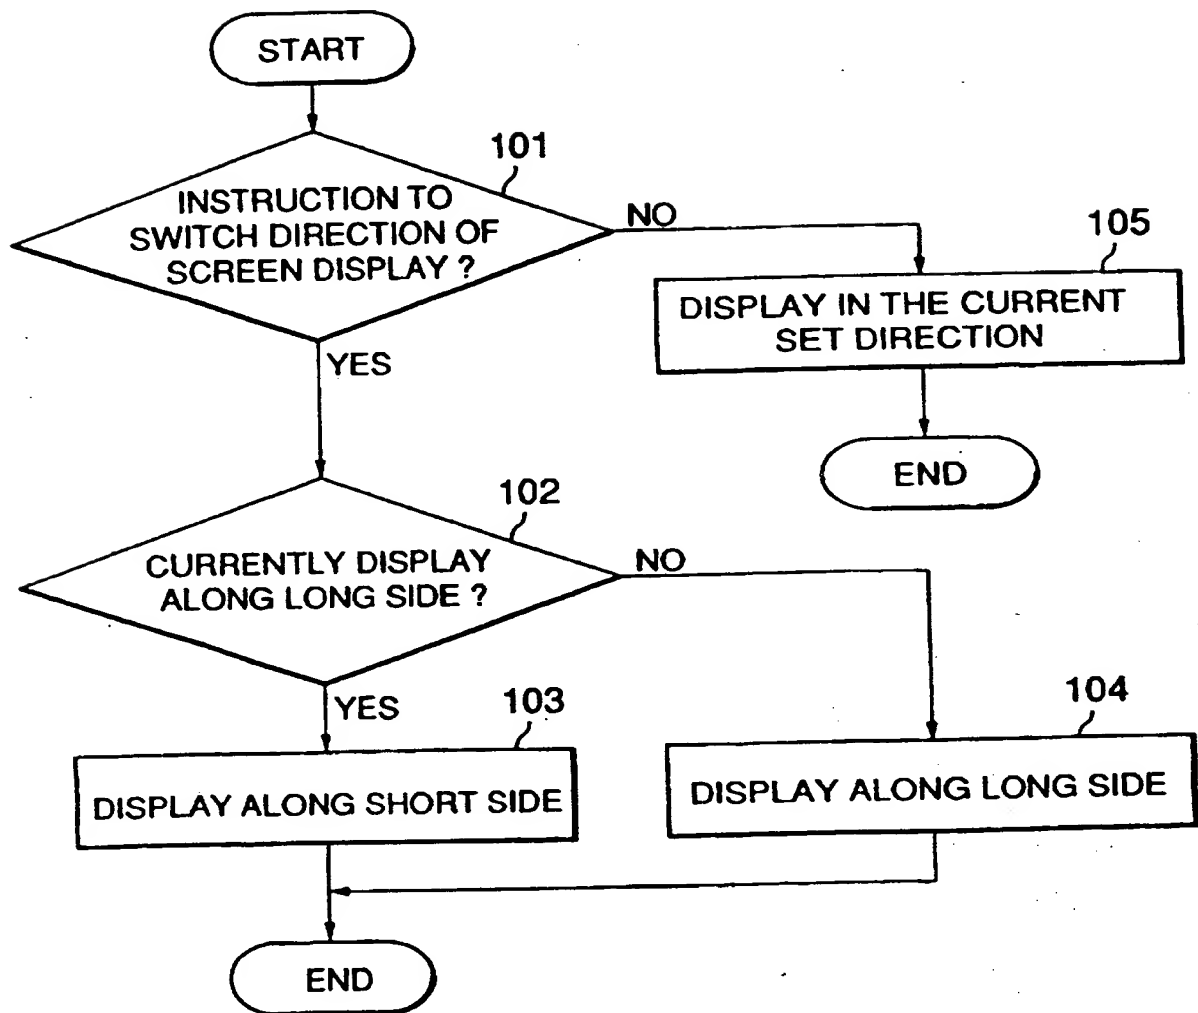 START
101
INSTRUCTION TO
SWITCH DIRECTION OF
SCREEN DISPLAY ?
NO
105
DISPLAY IN THE CURRENT
SET DIRECTION
YES
END
102
CURRENTLY DISPLAY
ALONG LONG SIDE ?
NO
YES
103
DISPLAY ALONG SHORT SIDE
104
DISPLAY ALONG LONG SIDE
END